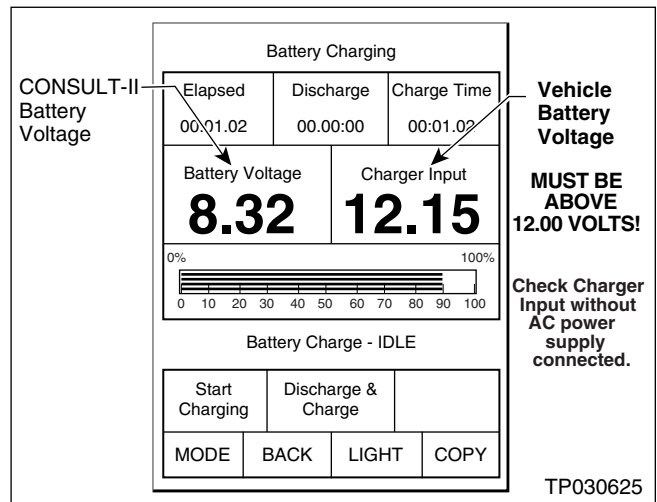 Battery Charging
CONSULT-II
Battery
Voltage
Elapsed
00:01.02
Discharge
00.00:00
Charge Time
00:01.02
Vehicle
Battery
Voltage
Battery Voltage
8.32
Charger Input
12.15
MUST BE
ABOVE
12.00 VOLTS!
0% 100%
0 10 20 30 40 50 60 70 80 90 100
Check Charger
Input without
AC power
supply
connected.
Battery Charge - IDLE
Start
Charging
Discharge &
Charge
MODE BACK LIGHT COPY
TP030625